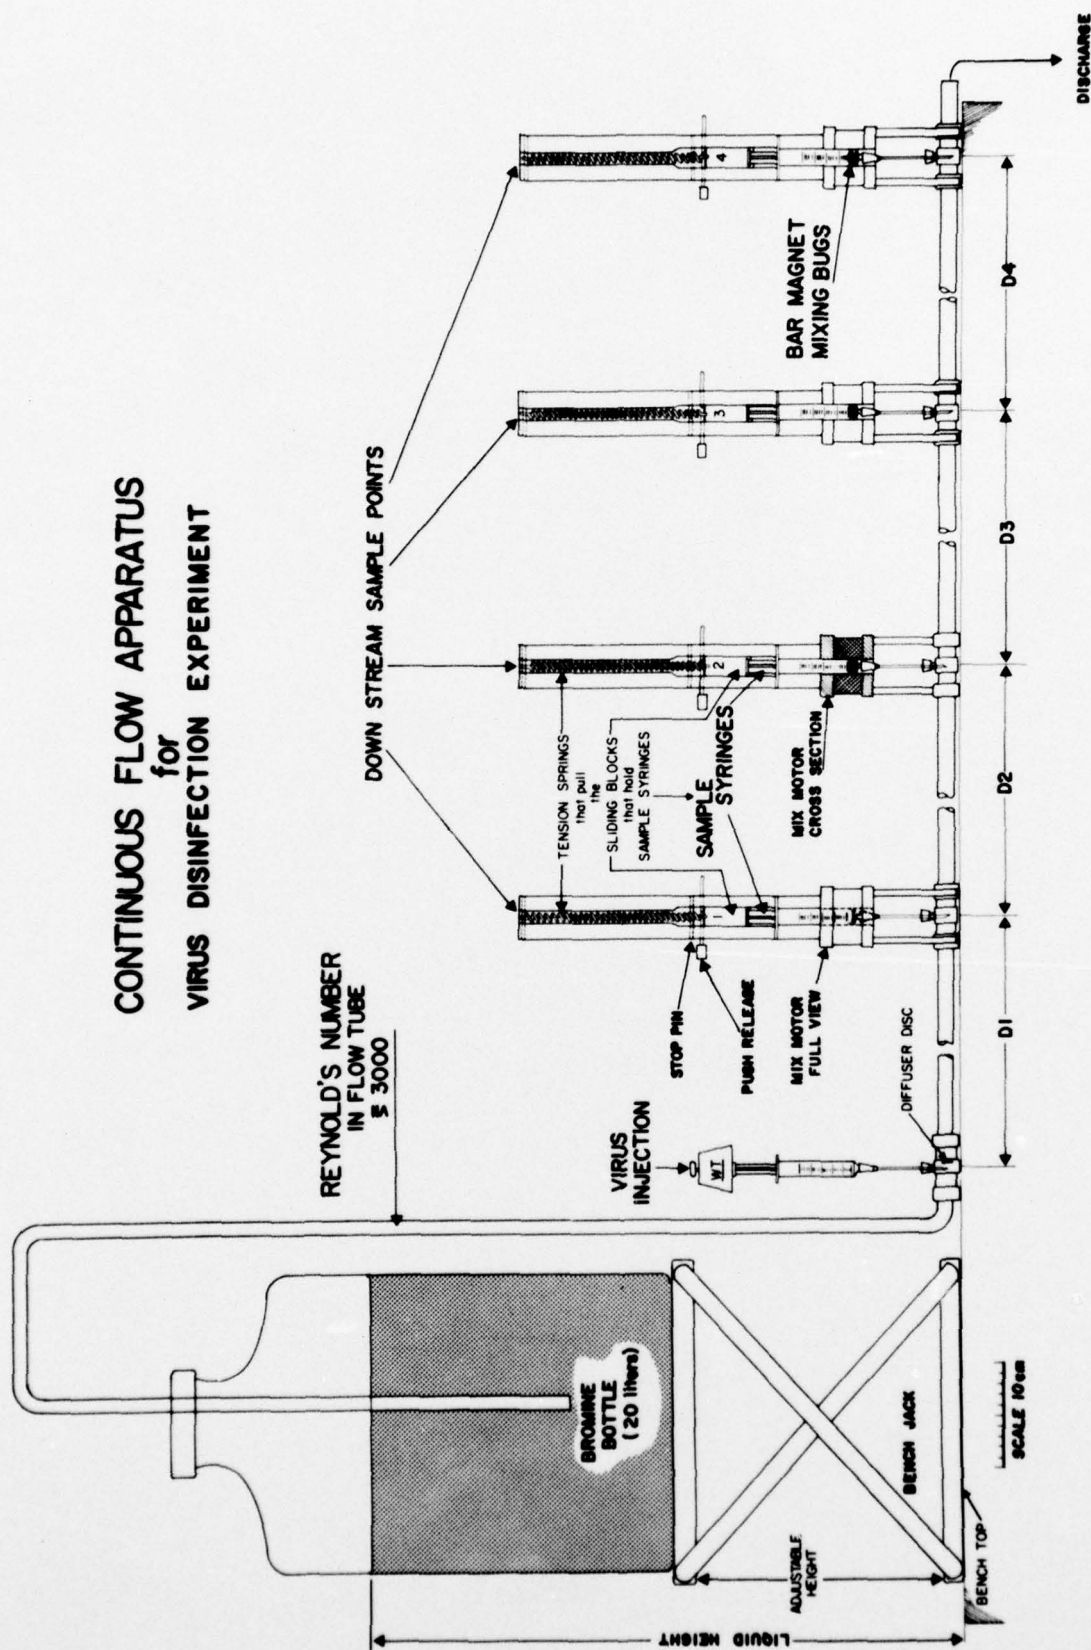 CONTINUOUS FLOW APPARATUS
for
VIRUS DISINFECTION EXPERIMENT
REYNOLD'S NUMBER
IN FLOW TUBE
≦ 3000
DOWN STREAM SAMPLE POINTS
VIRUS
INJECTION
WT
STOP PIN
PUSH RELEASE
MIX MOTOR
FULL VIEW
DIFFUSER DISC
TENSION SPRINGS
that pull
the
SLIDING BLOCKS
that hold
SAMPLE SYRINGES
SAMPLE
SYRINGES
MIX MOTOR
CROSS SECTION
BAR MAGNET
MIXING BUGS
1
2
3
4
BROMINE
BOTTLE
(20 liters)
LIQUID HEIGHT
ADJUSTABLE
HEIGHT
BENCH JACK
BENCH TOP
SCALE 10cm
D1
D2
D3
D4
DISCHARGE